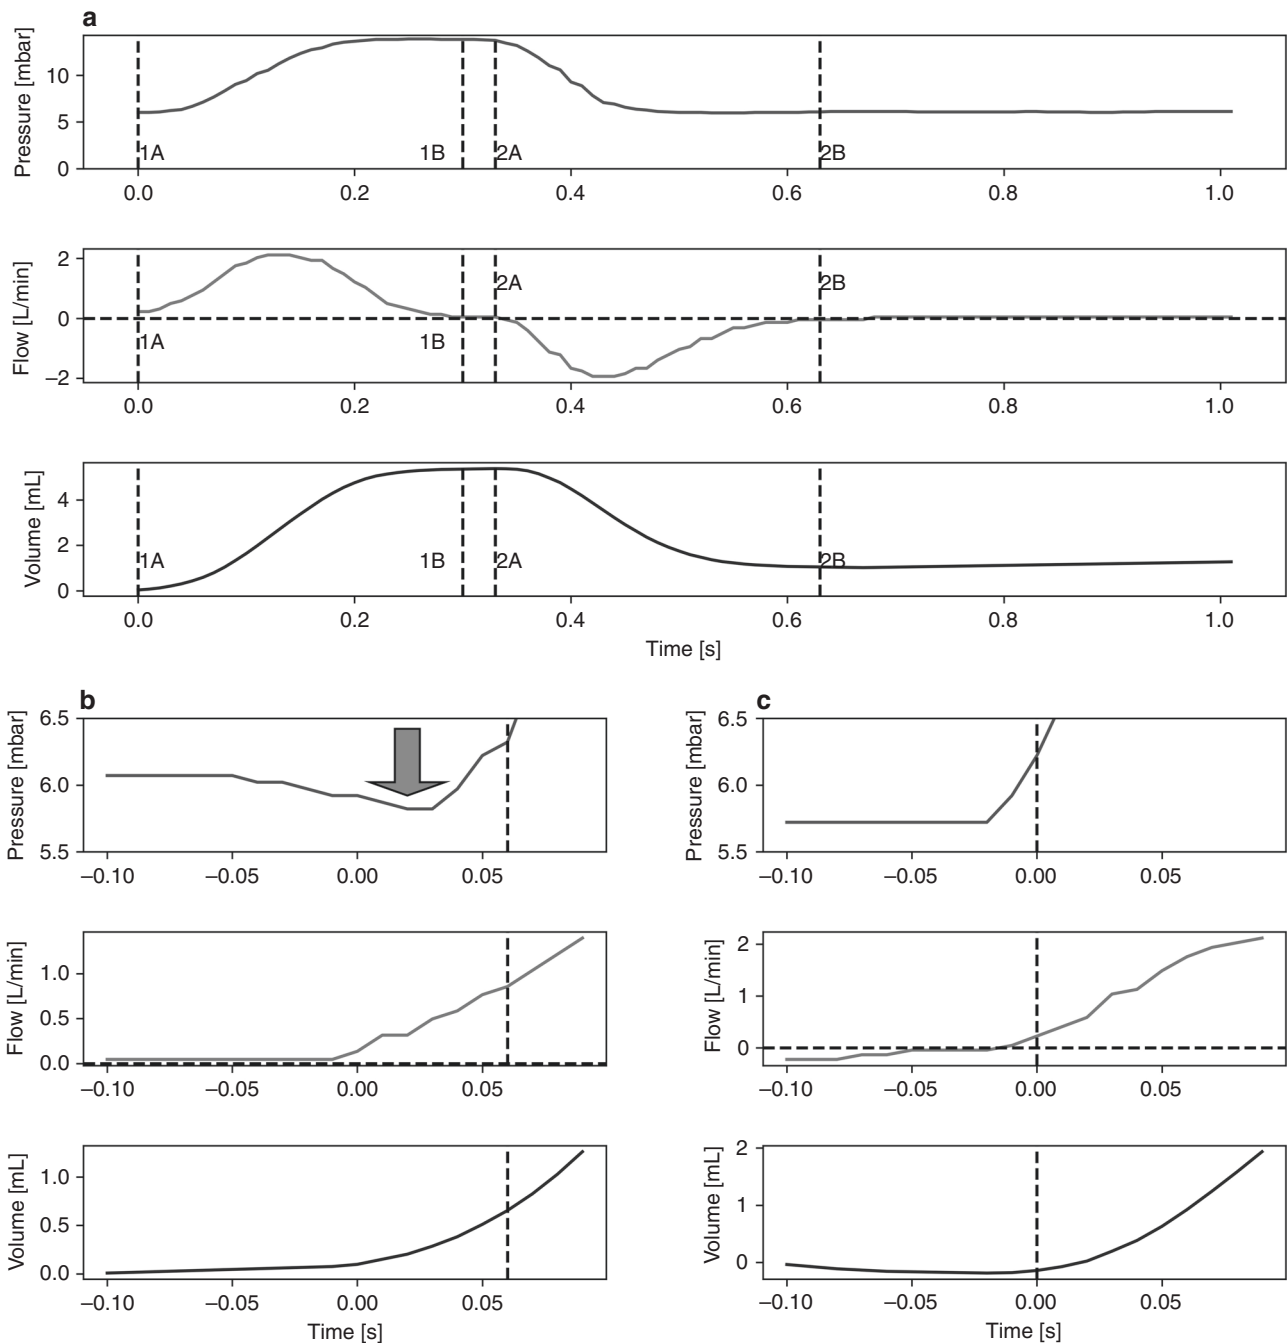 a
Pressure [mbar]
10
5
0
1A
1B
2A
2B
0.0 0.2 0.4 0.6 0.8 1.0
Flow [L/min]
2
0
−2
2A
2B
1A
1B
0.0 0.2 0.4 0.6 0.8 1.0
Volume [mL]
4
2
0
1A
1B
2A
2B
0.0 0.2 0.4 0.6 0.8 1.0
Time [s]
b
Pressure [mbar]
6.5
6.0
5.5
−0.10 −0.05 0.00 0.05
Flow [L/min]
1.0
0.5
0.0
−0.10 −0.05 0.00 0.05
Volume [mL]
1.0
0.5
0.0
−0.10 −0.05 0.00 0.05
Time [s]
c
Pressure [mbar]
6.5
6.0
5.5
−0.10 −0.05 0.00 0.05
Flow [L/min]
2
1
0
−0.10 −0.05 0.00 0.05
Volume [mL]
2
1
0
−0.10 −0.05 0.00 0.05
Time [s]